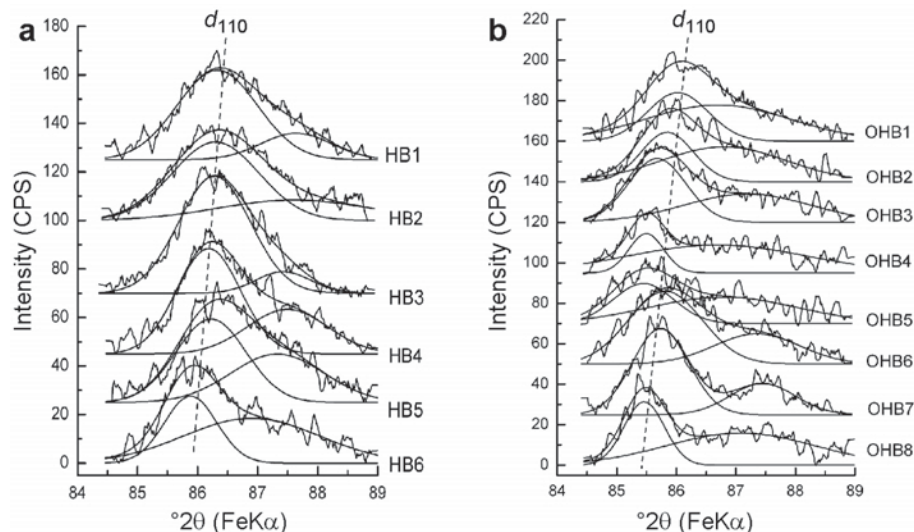 a
d110
180
160
140
120
100
80
60
40
20
0
Intensity (CPS)
HB1
HB2
HB3
HB4
HB5
HB6
84 85 86 87 88 89
°2θ (FeKα)
b
d110
220
200
180
160
140
120
100
80
60
40
20
0
Intensity (CPS)
OHB1
OHB2
OHB3
OHB4
OHB5
OHB6
OHB7
OHB8
84 85 86 87 88 89
°2θ (FeKα)